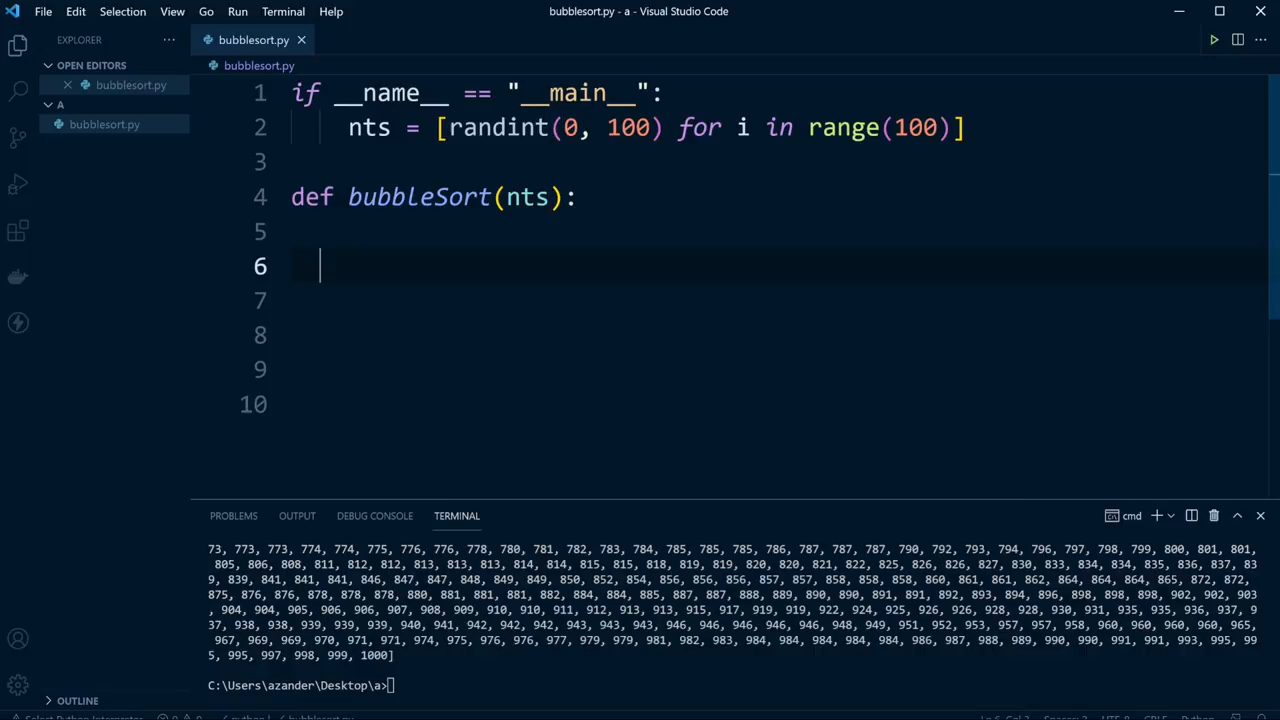 File Edit Selection View Go Run Terminal Help bubblesort.py - a - Visual Studio Code
EXPLORER ... bubblesort.py
OPEN EDITORS bubblesort.py
bubblesort.py
A
bubblesort.py
1 if __name__ == "__main__":
2 nts = [randint(0, 100) for i in range(100)]
3
4 def bubbleSort(nts):
5
6
7
8
9
10
PROBLEMS OUTPUT DEBUG CONSOLE TERMINAL cmd
73, 773, 773, 774, 774, 775, 776, 776, 778, 780, 781, 782, 783, 784, 785, 785, 785, 786, 787, 787, 787, 790, 792, 793, 794, 796, 797, 798, 799, 800, 801, 801,
805, 806, 808, 811, 812, 812, 813, 813, 813, 814, 814, 815, 815, 818, 819, 819, 820, 820, 821, 822, 825, 826, 826, 827, 830, 833, 834, 834, 835, 836, 837, 83
9, 839, 841, 841, 841, 846, 847, 847, 848, 849, 849, 850, 852, 854, 856, 856, 856, 857, 857, 858, 858, 858, 860, 861, 861, 862, 864, 864, 864, 865, 872, 872,
875, 876, 876, 878, 878, 878, 880, 881, 881, 881, 882, 884, 884, 885, 887, 887, 888, 889, 890, 890, 891, 891, 892, 893, 894, 896, 898, 898, 898, 902, 902, 903
, 904, 904, 905, 906, 906, 907, 908, 909, 910, 910, 911, 912, 913, 913, 915, 917, 919, 919, 922, 924, 925, 926, 926, 928, 928, 930, 931, 935, 935, 936, 937, 9
37, 938, 939, 939, 939, 940, 941, 942, 942, 942, 943, 943, 943, 946, 946, 946, 946, 948, 949, 951, 952, 953, 957, 957, 958, 960, 960, 960, 960, 965,
967, 969, 969, 970, 971, 971, 974, 975, 976, 976, 977, 979, 979, 981, 982, 983, 984, 984, 984, 984, 984, 986, 987, 988, 989, 990, 990, 991, 991, 993, 995, 99
5, 995, 997, 998, 999, 1000]
C:\Users\azander\Desktop\a>
OUTLINE